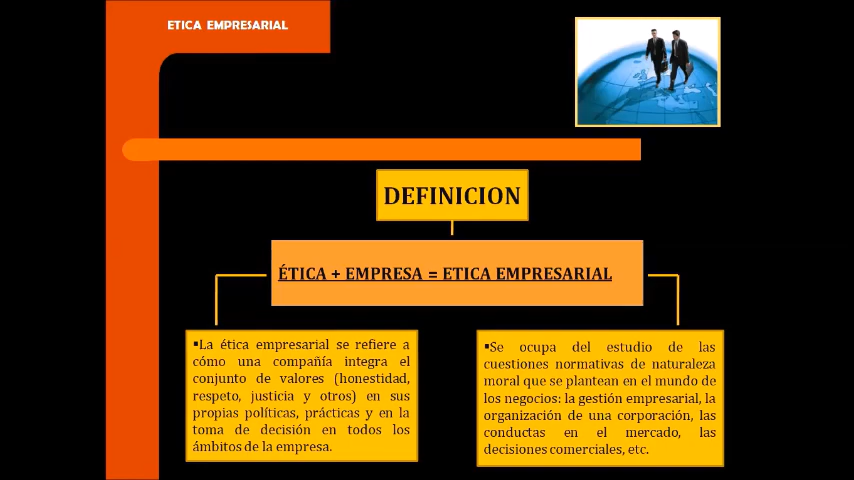 ETICA EMPRESARIAL
DEFINICION
ÉTICA + EMPRESA = ETICA EMPRESARIAL
▪La ética empresarial se refiere a
cómo una compañía integra el
conjunto de valores (honestidad,
respeto, justicia y otros) en sus
propias políticas, prácticas y en la
toma de decisión en todos los
ámbitos de la empresa.
▪Se ocupa del estudio de las
cuestiones normativas de naturaleza
moral que se plantean en el mundo de
los negocios: la gestión empresarial, la
organización de una corporación, las
conductas en el mercado, las
decisiones comerciales, etc.